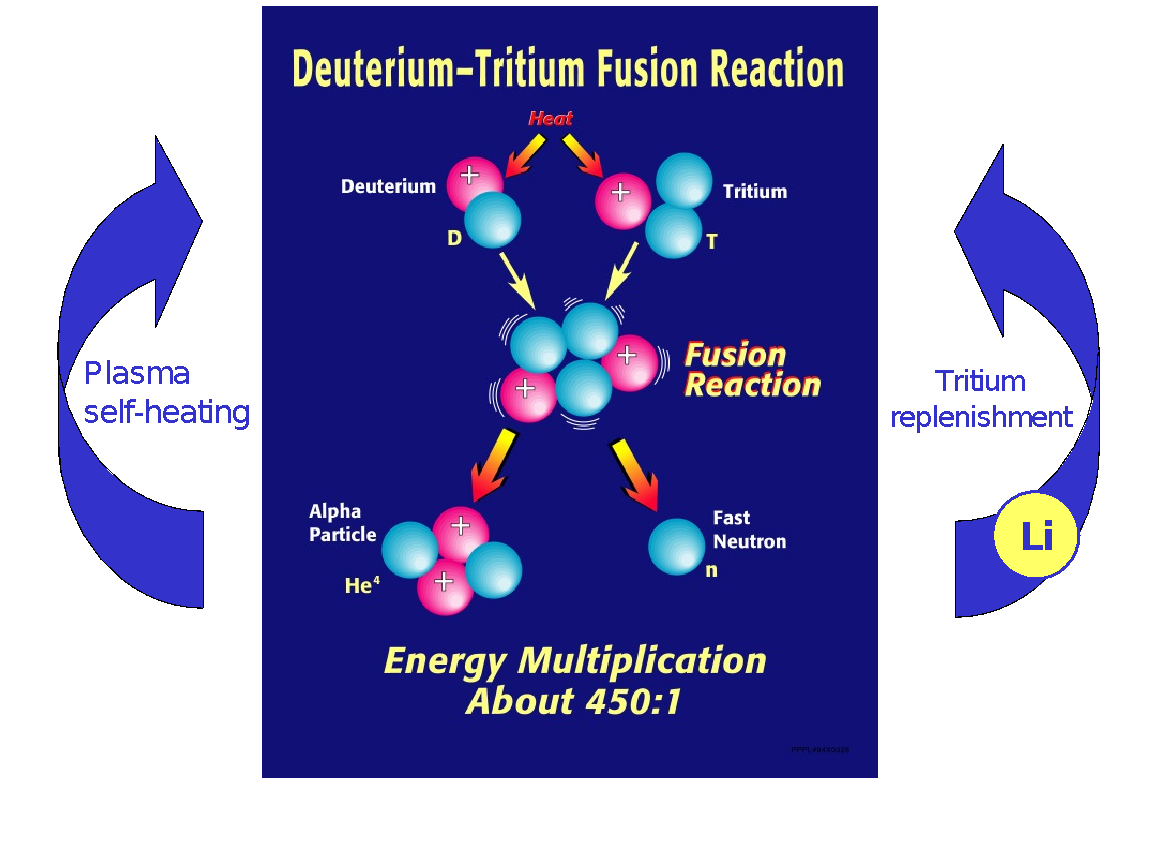 Deuterium–Tritium Fusion Reaction
Heat
Deuterium
D
+
+
Tritium
T
Fusion
Reaction
+
+
Plasma
self-heating
Tritium
replenishment
Li
Alpha
Particle
He⁴
+
+
Fast
Neutron
n
Energy Multiplication
About 450:1